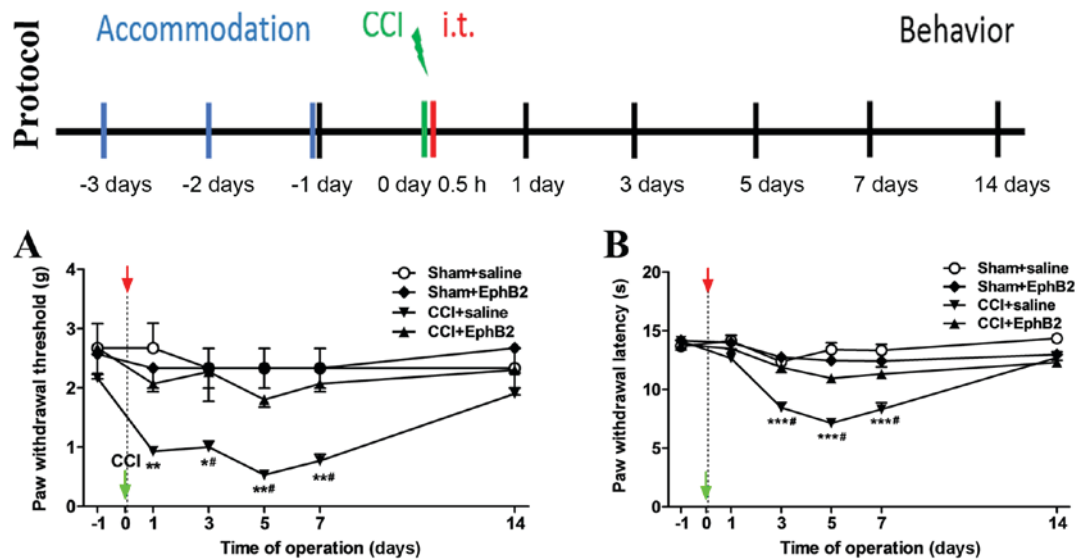 Protocol
Accommodation
CCI
i.t.
Behavior
-3 days
-2 days
-1 day
0 day
0.5 h
1 day
3 days
5 days
7 days
14 days
A
Paw withdrawal threshold (g)
4
3
2
1
0
Sham+saline
Sham+EphB2
CCI+saline
CCI+EphB2
CCI
**
*#
**#
**#
-1
0
1
3
5
7
14
Time of operation (days)
B
Paw withdrawal latency (s)
20
15
10
5
0
Sham+saline
Sham+EphB2
CCI+saline
CCI+EphB2
***#
***#
***#
-1
0
1
3
5
7
14
Time of operation (days)